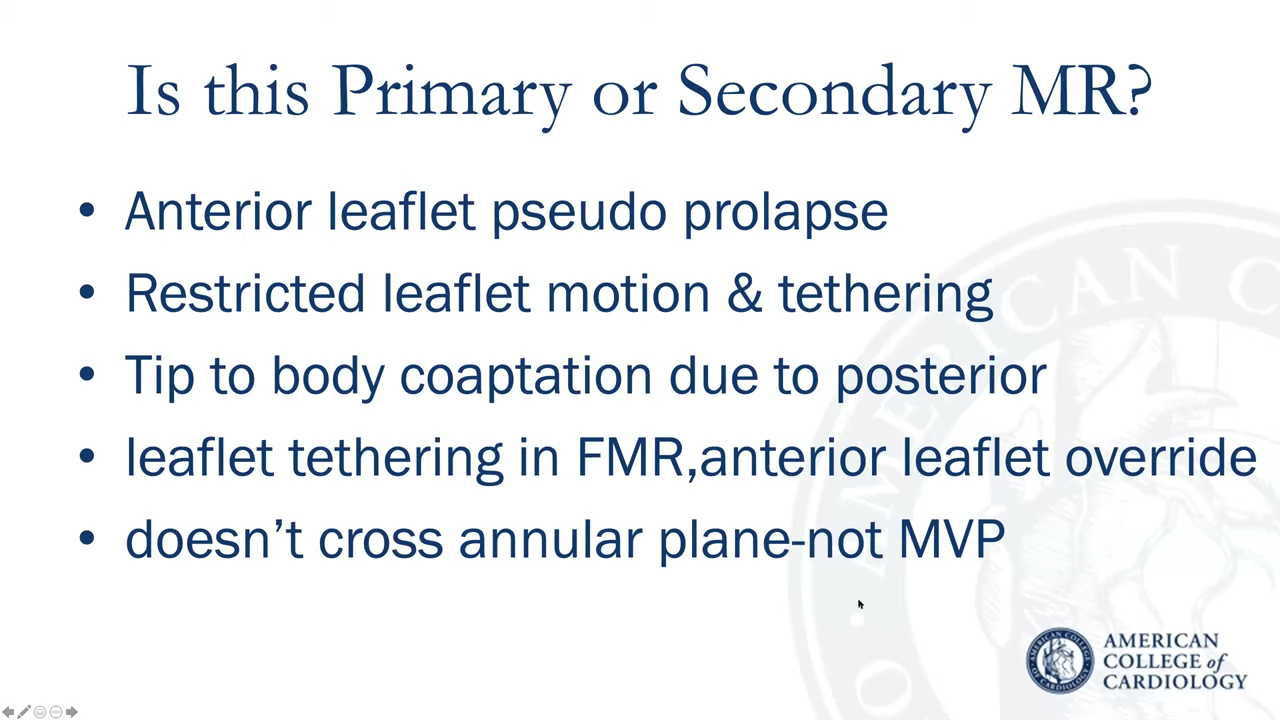 Is this Primary or Secondary MR?
• Anterior leaflet pseudo prolapse
• Restricted leaflet motion & tethering
• Tip to body coaptation due to posterior
• leaflet tethering in FMR,anterior leaflet override
• doesn’t cross annular plane-not MVP
AMERICAN
COLLEGE of
CARDIOLOGY